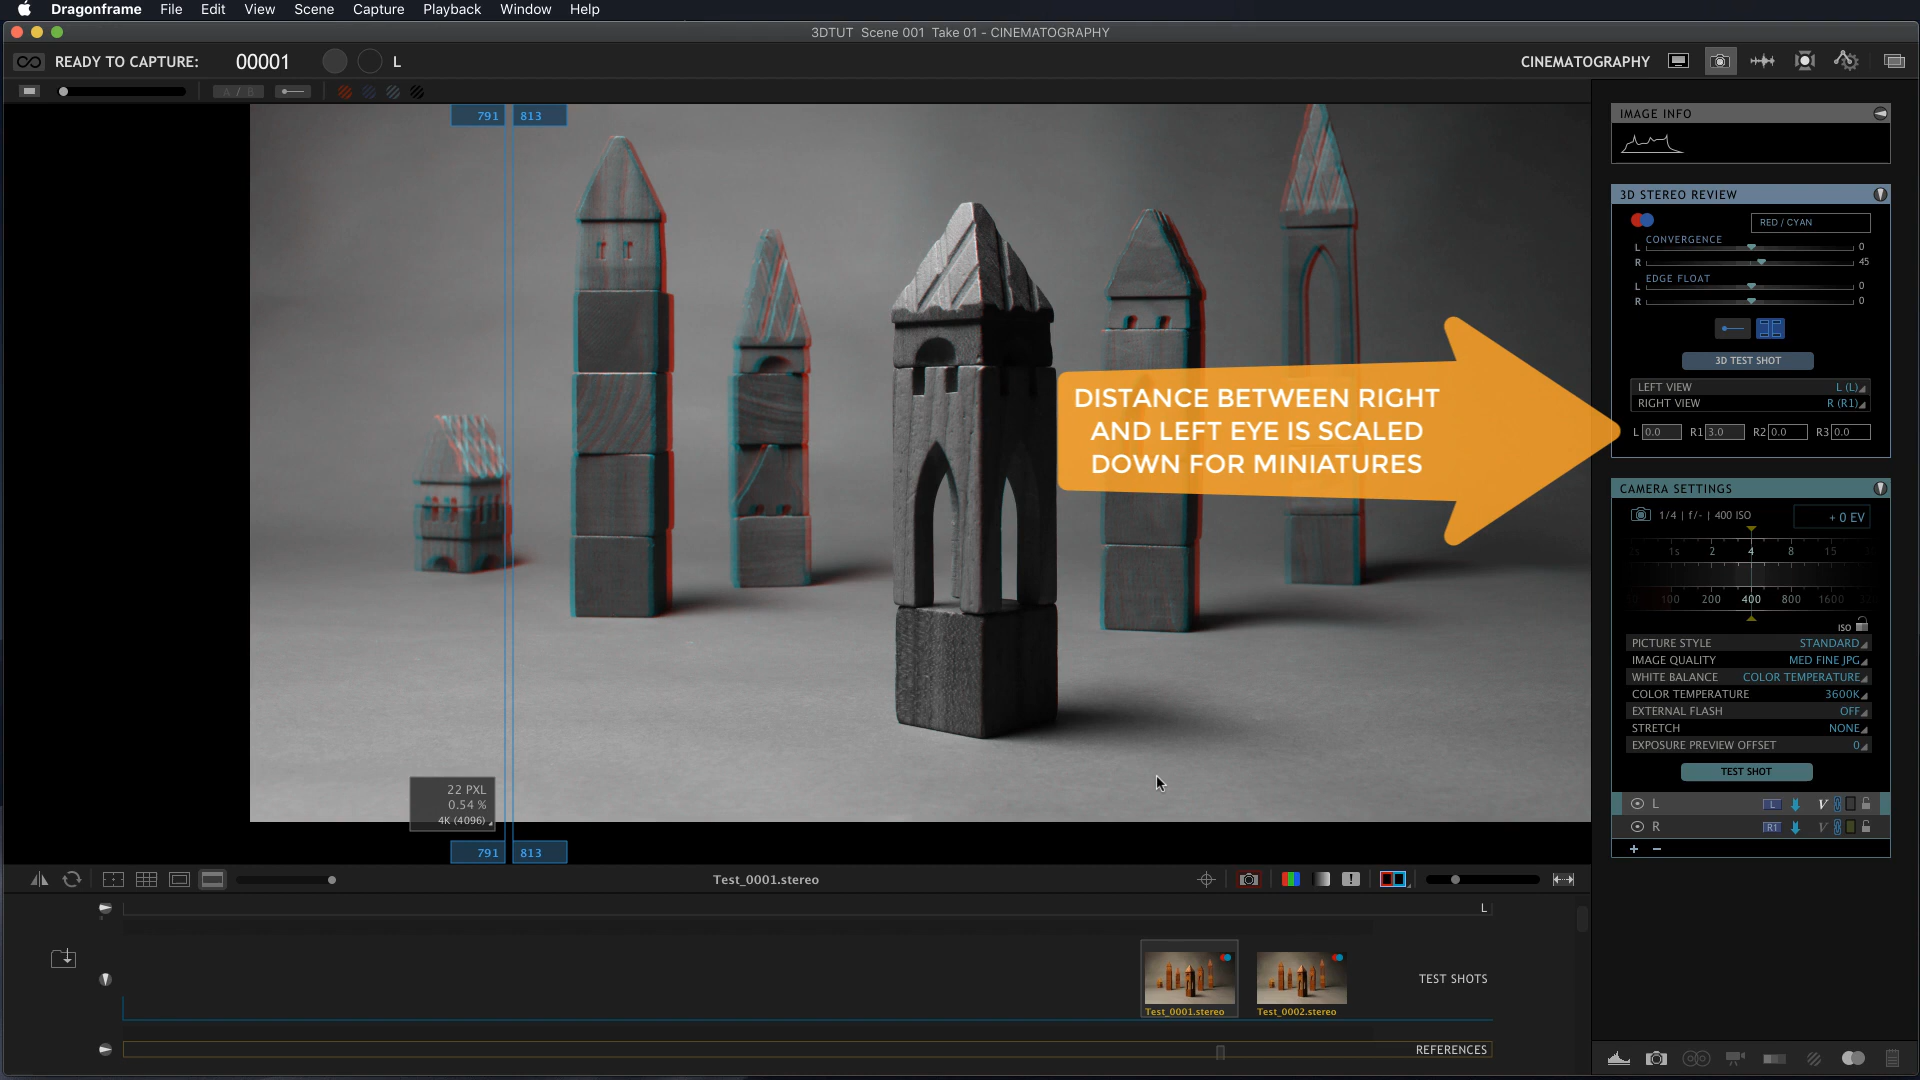 Dragonframe File Edit View Scene Capture Playback Window Help
3DTUT Scene 001 Take 01 - CINEMATOGRAPHY
READY TO CAPTURE: 00001 L
CINEMATOGRAPHY
A / B
791 813
IMAGE INFO
3D STEREO REVIEW
RED / CYAN
CONVERGENCE
L 0
R 45
EDGE FLOAT
L 0
R 0
3D TEST SHOT
LEFT VIEW L (L)
RIGHT VIEW R (R1)
L 0.0 R1 3.0 R2 0.0 R3 0.0
DISTANCE BETWEEN RIGHT
AND LEFT EYE IS SCALED
DOWN FOR MINIATURES
CAMERA SETTINGS
1/4 | f/- | 400 ISO + 0 EV
1s 2 4 8 15
100 200 400 800 1600
ISO
PICTURE STYLE STANDARD
IMAGE QUALITY MED FINE JPG
WHITE BALANCE COLOR TEMPERATURE
COLOR TEMPERATURE 3600K
EXTERNAL FLASH OFF
STRETCH NONE
EXPOSURE PREVIEW OFFSET 0
TEST SHOT
L L V
R R1 V
+ −
22 PXL
0.54 %
4K (4096)
791 813
Test_0001.stereo
L
TEST SHOTS
Test_0001.stereo Test_0002.stereo
REFERENCES